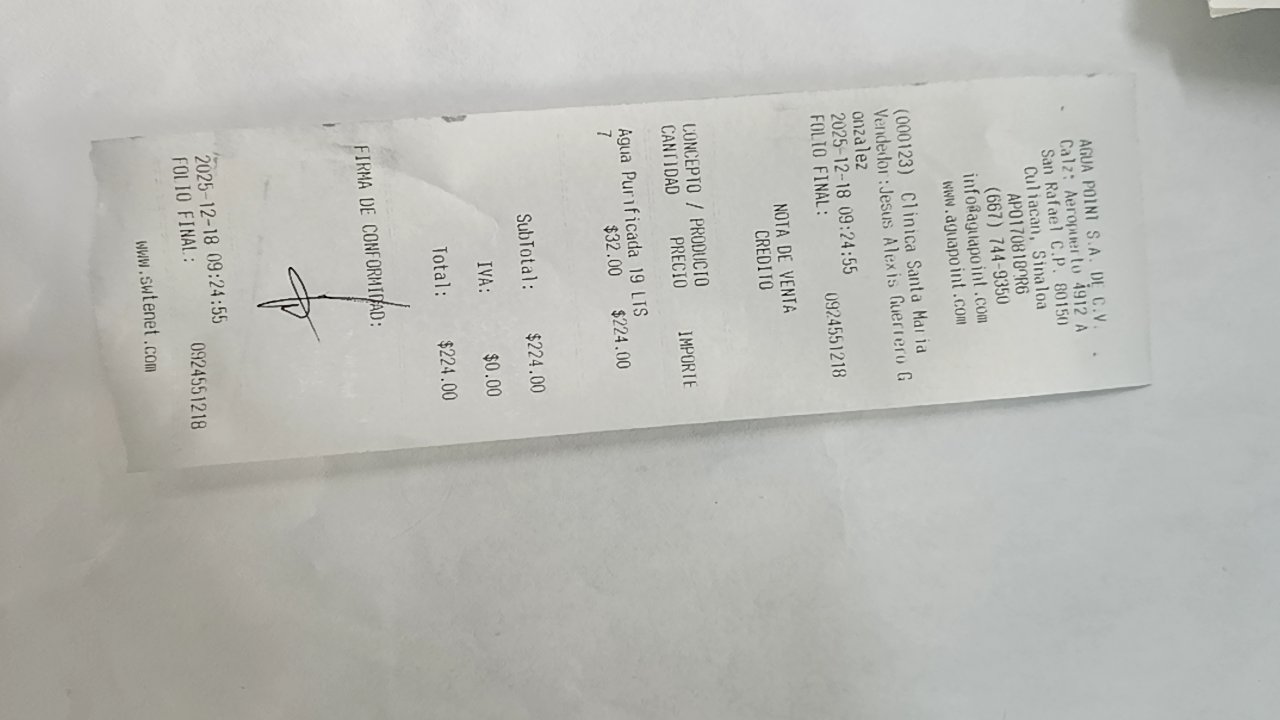 AGUA POINT S.A. DE C.V.
Calz. Aeropuerto 4912 A
San Rafael C.P. 80150
Culiacan, Sinaloa
APO170818
(667) 744-9350
info@aguapoint.com
www.aguapoint.com
(000123) Clinica Santa Maria
Vendedor:Jesus Alexis Guerrero G
onzalez
2025-12-18 09:24:55
FOLIO FINAL: 0924551218
NOTA DE VENTA
CREDITO
CONCEPTO / PRODUCTO
CANTIDAD PRECIO IMPORTE
Agua Purificada 19 LTS
7 $32.00 $224.00
SubTotal: $224.00
IVA: $0.00
Total: $224.00
FIRMA DE CONFORMIDAD:
2025-12-18 09:24:55
FOLIO FINAL: 0924551218
www.swtenet.com